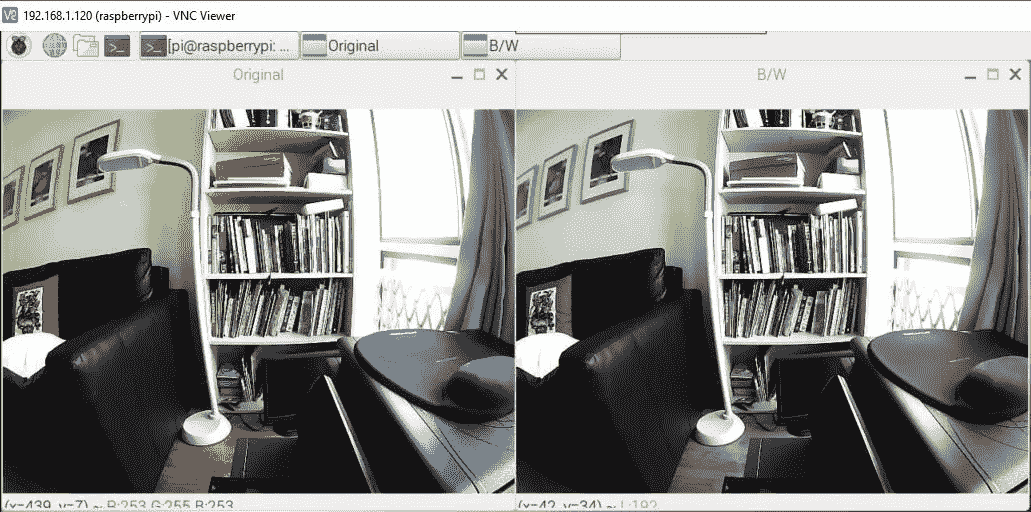 192.168.1.120 (raspberrypi) - VNC Viewer
[pi@raspberrypi: ... Original B/W
Original B/W
(x=439, y=7) ~ R:253 G:255 B:253 (x=42, y=34) ~ L:192